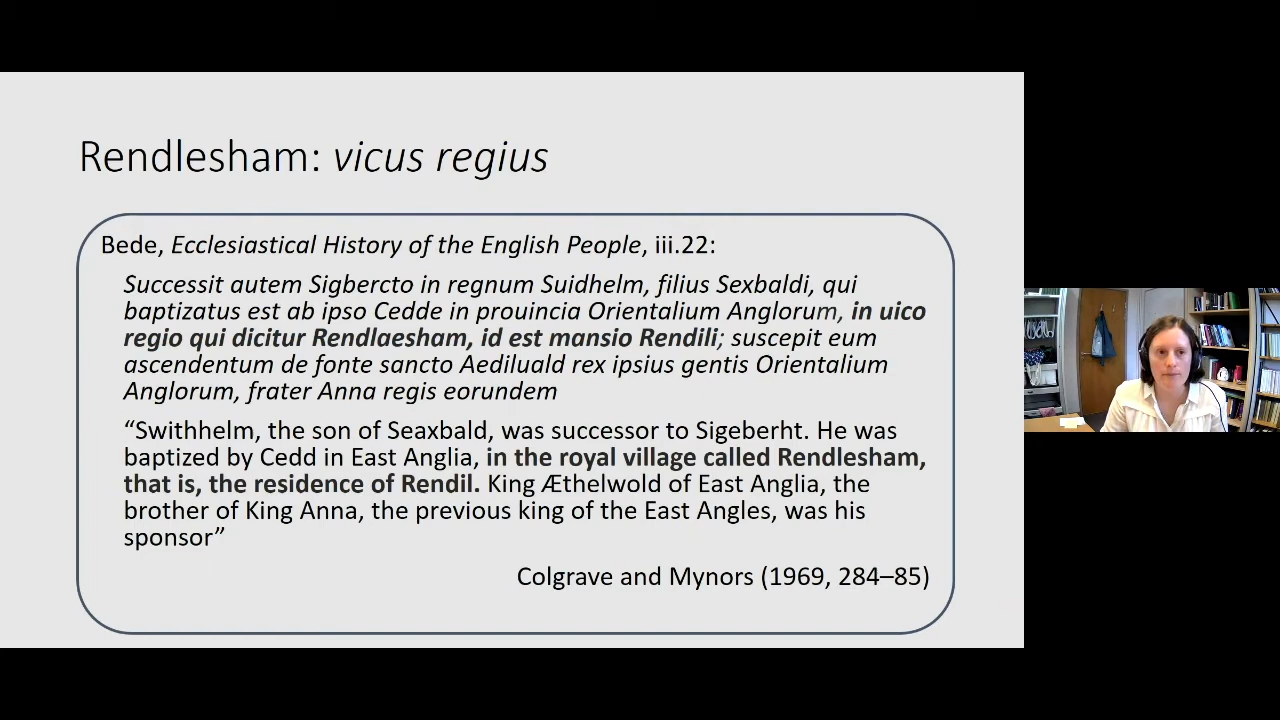 Rendlesham: vicus regius
Bede, Ecclesiastical History of the English People, iii.22:
Successit autem Sigbercto in regnum Suidhelm, filius Sexbaldi, qui
baptizatus est ab ipso Cedde in prouincia Orientalium Anglorum, in uico
regio qui dicitur Rendlaesham, id est mansio Rendili; suscepit eum
ascendentum de fonte sancto Aediluald rex ipsius gentis Orientalium
Anglorum, frater Anna regis eorundem
“Swithhelm, the son of Seaxbald, was successor to Sigeberht. He was
baptized by Cedd in East Anglia, in the royal village called Rendlesham,
that is, the residence of Rendil. King Æthelwold of East Anglia, the
brother of King Anna, the previous king of the East Angles, was his
sponsor”
Colgrave and Mynors (1969, 284–85)